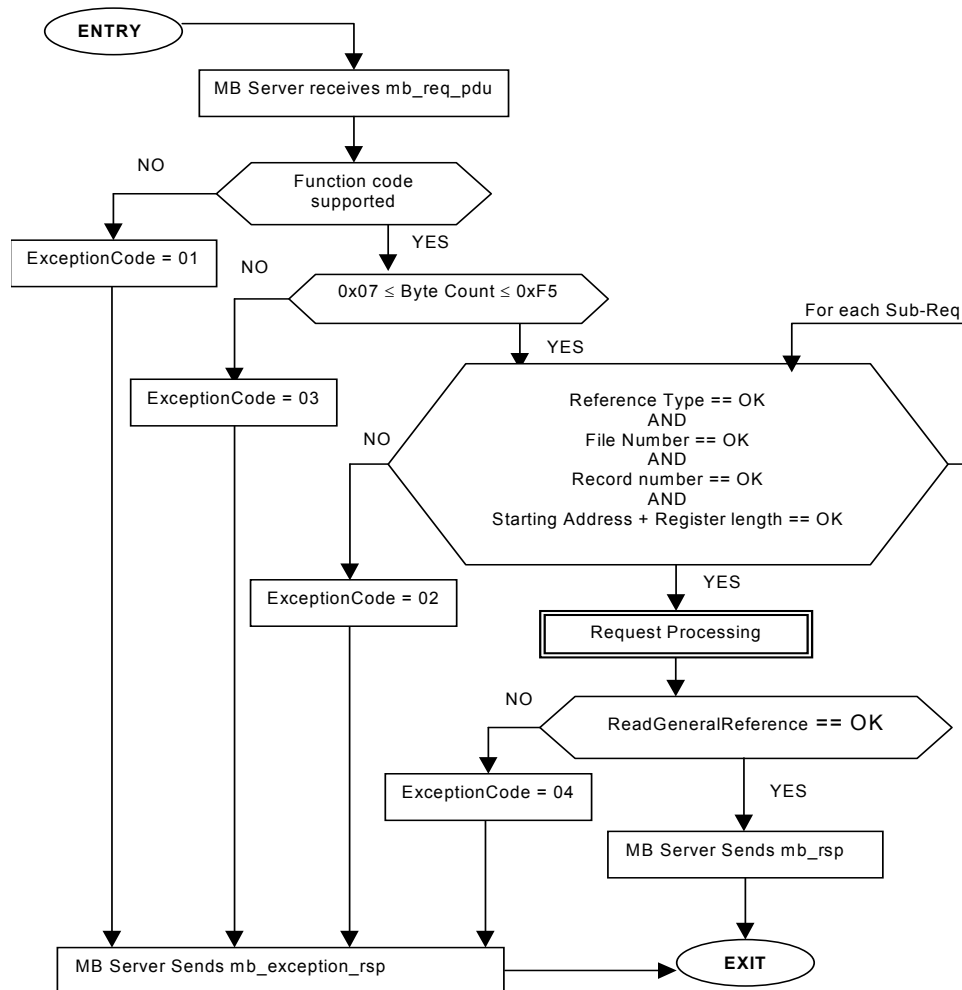 ENTRY
MB Server receives mb_req_pdu
NO
Function code
supported
YES
ExceptionCode = 01
NO
0x07 ≤ Byte Count ≤ 0xF5
For each Sub-Req
YES
ExceptionCode = 03
Reference Type == OK
AND
NO
File Number == OK
AND
Record number == OK
AND
Starting Address + Register length == OK
YES
ExceptionCode = 02
Request Processing
NO
ReadGeneralReference == OK
ExceptionCode = 04
YES
MB Server Sends mb_rsp
MB Server Sends mb_exception_rsp
EXIT